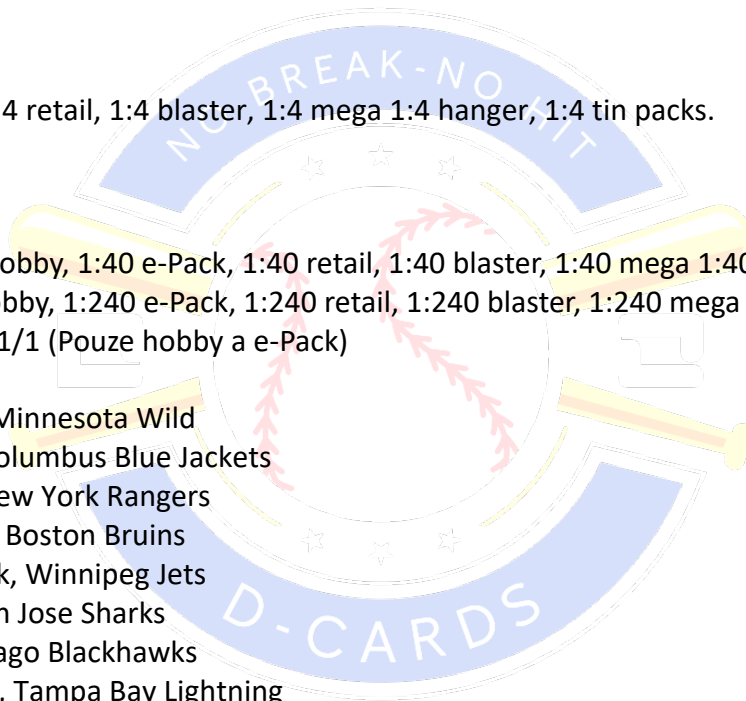 NO BREAK-NO HIT
4 retail, 1:4 blaster, 1:4 mega 1:4 hanger, 1:4 tin packs.
obby, 1:40 e-Pack, 1:40 retail, 1:40 blaster, 1:40 mega 1:40
obby, 1:240 e-Pack, 1:240 retail, 1:240 blaster, 1:240 mega
1/1 (Pouze hobby a e-Pack)
Minnesota Wild
olumbus Blue Jackets
ew York Rangers
Boston Bruins
k, Winnipeg Jets
n Jose Sharks
ago Blackhawks
, Tampa Bay Lightning
D-CARDS